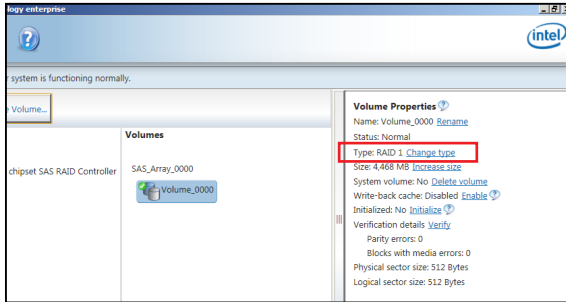 ology enterprise
intel
r system is functioning normally.
e Volume...
chipset SAS RAID Controller
Volumes
SAS_Array_0000
Volume_0000
Volume Properties
Name: Volume_0000 Rename
Status: Normal
Type: RAID 1 Change type
Size: 4,468 MB Increase size
System volume: No Delete volume
Write-back cache: Disabled Enable
Initialized: No Initialize
Verification details Verify
Parity errors: 0
Blocks with media errors: 0
Physical sector size: 512 Bytes
Logical sector size: 512 Bytes